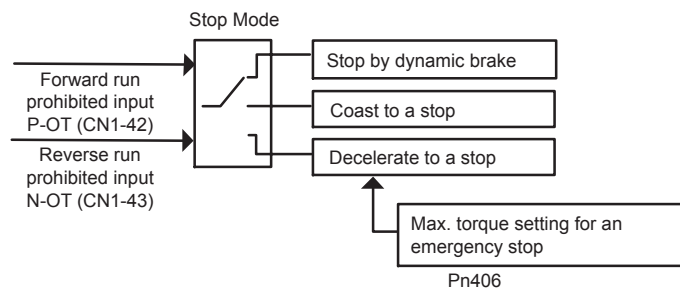 Stop Mode
Forward run
prohibited input
P-OT (CN1-42)
Reverse run
prohibited input
N-OT (CN1-43)
Stop by dynamic brake
Coast to a stop
Decelerate to a stop
Max. torque setting for an
emergency stop
Pn406